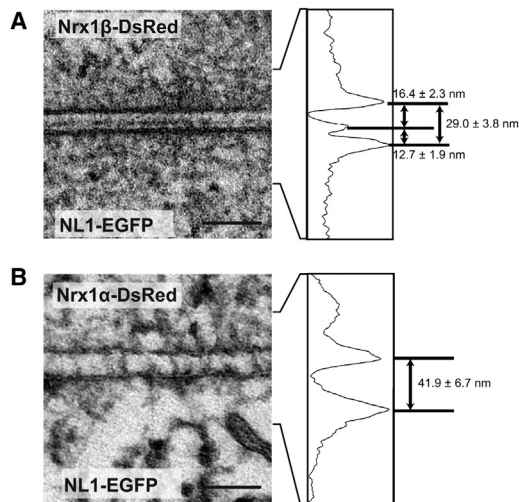 A
Nrx1β-DsRed
16.4 ± 2.3 nm
29.0 ± 3.8 nm
12.7 ± 1.9 nm
NL1-EGFP
B
Nrx1α-DsRed
41.9 ± 6.7 nm
NL1-EGFP